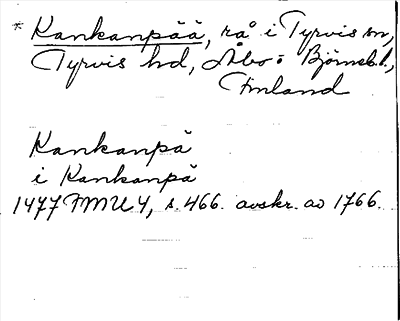 * Kankanpää, rå i Tyrvis sn,
Tyrvis hd, Åbo o Björneb. l.,
Finland
Kankanpä
i Kankanpä
1477 FMU 4, s. 466. avskr. av 1766.